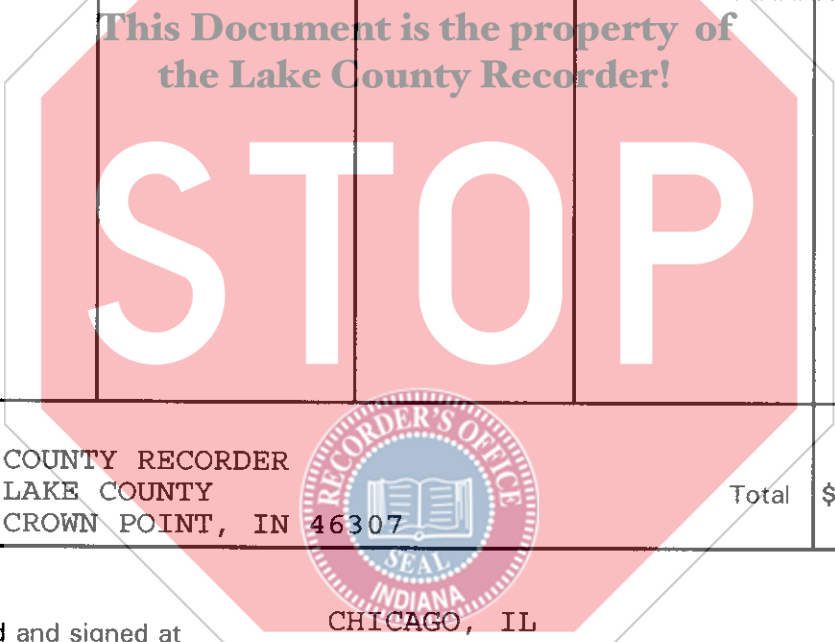 This Document is the property of
the Lake County Recorder!
STOP
RECORDER'S OFFICE
COUNTY RECORDER
LAKE COUNTY
CROWN POINT, IN 46307
Total $
SEAL
INDIANA
and signed at CHICAGO, IL